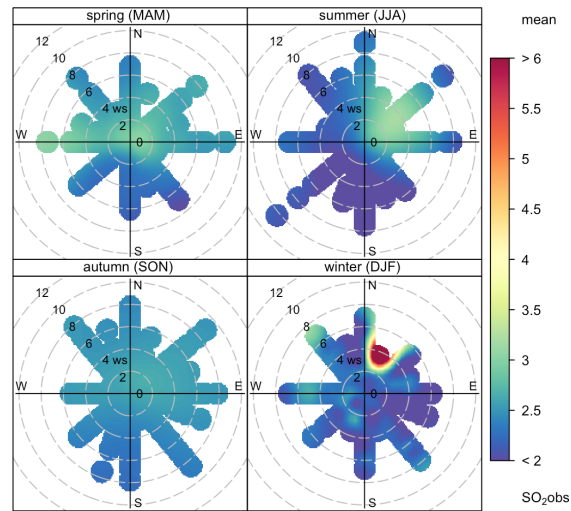 spring (MAM)
12
10
8
6
4 ws
2
0
N
W
E
S
summer (JJA)
12
10
8
6
4 ws
2
0
N
W
E
S
autumn (SON)
12
10
8
6
4 ws
2
0
N
W
E
S
winter (DJF)
12
10
8
6
4 ws
2
0
N
W
E
S
mean
> 6
5.5
5
4.5
4
3.5
3
2.5
< 2
SO₂obs